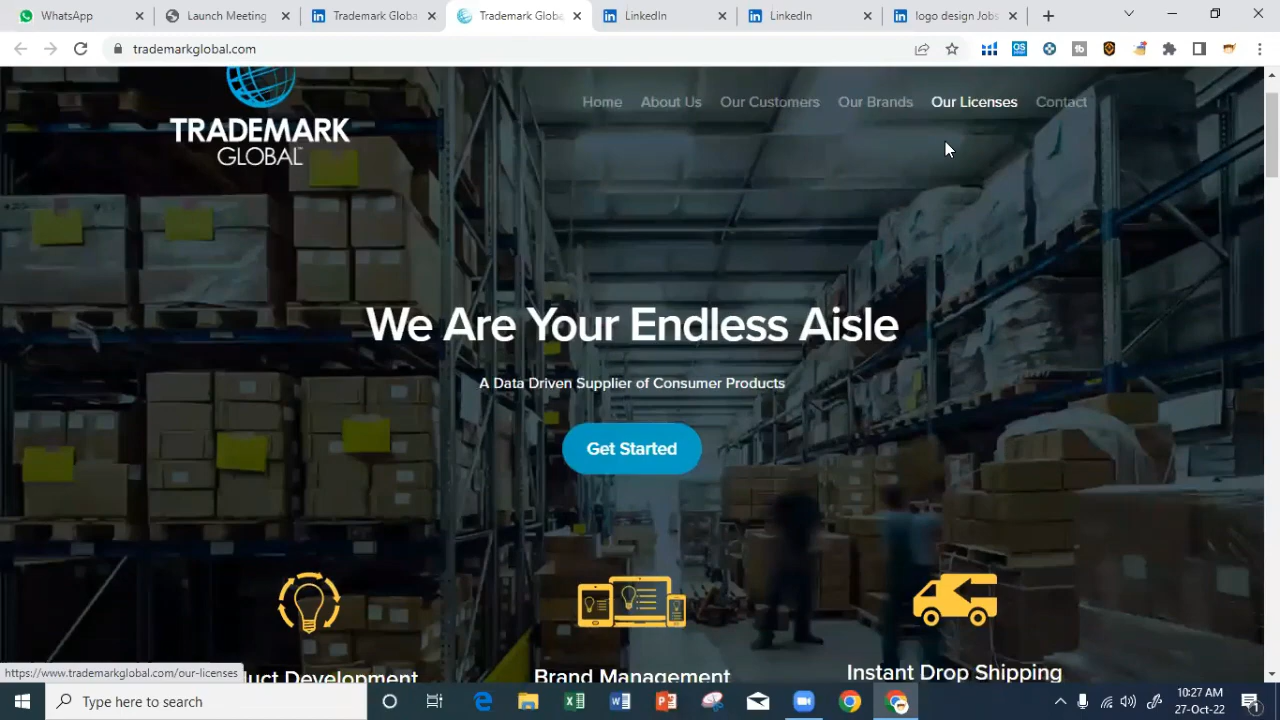 WhatsApp
Launch Meeting
Trademark Globa
Trademark Globa
LinkedIn
LinkedIn
logo design Jobs
trademarkglobal.com
TRADEMARK
GLOBAL™
Home
About Us
Our Customers
Our Brands
Our Licenses
Contact
We Are Your Endless Aisle
A Data Driven Supplier of Consumer Products
Get Started
uct Development
Brand Management
Instant Drop Shipping
https://www.trademarkglobal.com/our-licenses
Type here to search
10:27 AM
27-Oct-22